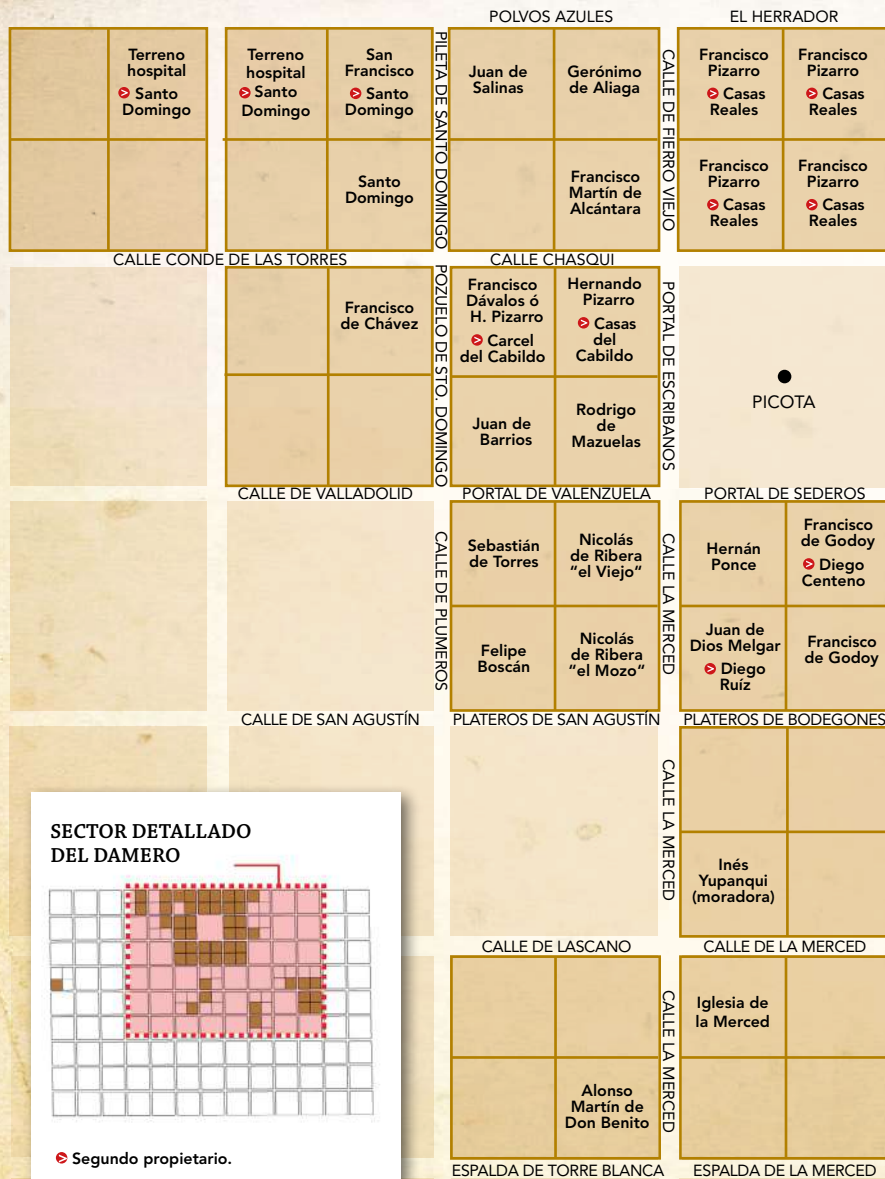 POLVOS AZULES
EL HERRADOR
Terreno
hospital
Santo
Domingo
Terreno
hospital
Santo
Domingo
San
Francisco
Santo
Domingo
PILETA DE SANTO DOMINGO
Juan de
Salinas
Gerónimo
de Aliaga
CALLE DE FIERRO VIEJO
Francisco
Pizarro
Casas
Reales
Francisco
Pizarro
Casas
Reales
Santo
Domingo
Francisco
Martín de
Alcántara
Francisco
Pizarro
Casas
Reales
Francisco
Pizarro
Casas
Reales
CALLE CONDE DE LAS TORRES
CALLE CHASQUI
Francisco
de Chávez
POZUELO DE STO. DOMINGO
Francisco
Dávalos ó
H. Pizarro
Carcel
del Cabildo
Hernando
Pizarro
Casas
del
Cabildo
PORTAL DE ESCRIBANOS
PICOTA
Juan de
Barrios
Rodrigo
de
Mazuelas
CALLE DE VALLADOLID
PORTAL DE VALENZUELA
PORTAL DE SEDEROS
CALLE DE PLUMEROS
Sebastián
de Torres
Nicolás
de Ribera
"el Viejo"
CALLE LA MERCED
Hernán
Ponce
Francisco
de Godoy
Diego
Centeno
Felipe
Boscán
Nicolás
de Ribera
"el Mozo"
Juan de
Dios Melgar
Diego
Ruíz
Francisco
de Godoy
CALLE DE SAN AGUSTÍN
PLATEROS DE SAN AGUSTÍN
PLATEROS DE BODEGONES
CALLE LA MERCED
Inés
Yupanqui
(moradora)
CALLE DE LASCANO
CALLE DE LA MERCED
CALLE LA MERCED
Iglesia de
la Merced
Alonso
Martín de
Don Benito
ESPALDA DE TORRE BLANCA
ESPALDA DE LA MERCED
SECTOR DETALLADO
DEL DAMERO
Segundo propietario.